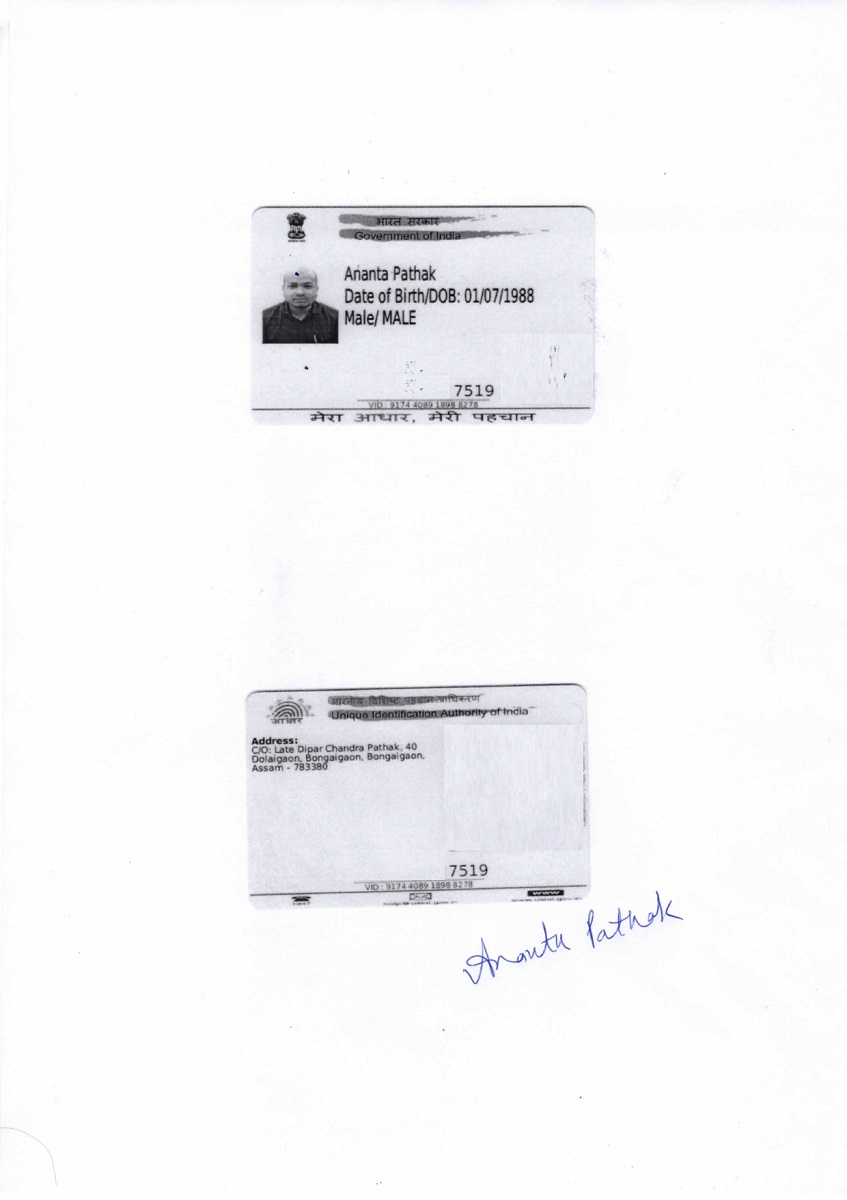 भारत सरकार
Government of India
Ananta Pathak
Date of Birth/DOB: 01/07/1988
Male/ MALE
7519
VID : 9174 4089 1898 8278
मेरा आधार, मेरी पहचान
भारतीय विशिष्ट पहचान प्राधिकरण
Unique Identification Authority of India
आधार
Address:
C/O: Late Dipar Chandra Pathak, 40
Dolaigaon, Bongaigaon, Bongaigaon,
Assam - 783380
7519
VID : 9174 4089 1898 8278
1947
www
Ananta Pathak